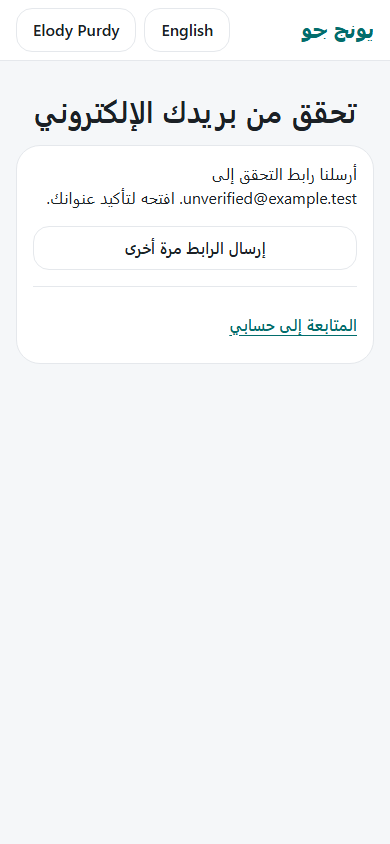 يونج جو
English
Elody Purdy
تحقق من بريدك الإلكتروني
أرسلنا رابط التحقق إلى
unverified@example.test. افتحه لتأكيد عنوانك.
إرسال الرابط مرة أخرى
المتابعة إلى حسابي